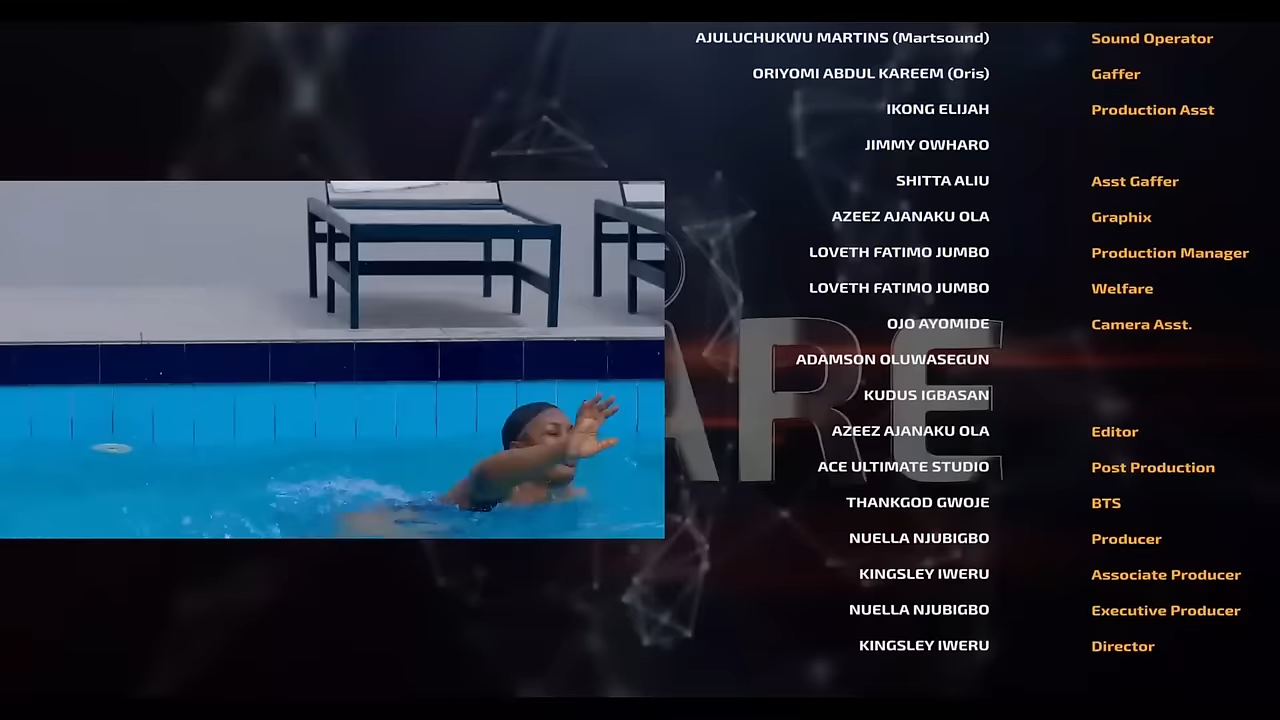 AJULUCHUKWU MARTINS (Martsound) Sound Operator
ORIYOMI ABDUL KAREEM (Oris) Gaffer
IKONG ELIJAH Production Asst
JIMMY OWHARO
SHITTA ALIU Asst Gaffer
AZEEZ AJANAKU OLA Graphix
LOVETH FATIMO JUMBO Production Manager
LOVETH FATIMO JUMBO Welfare
OJO AYOMIDE Camera Asst.
ADAMSON OLUWASEGUN
KUDUS IGBASAN
AZEEZ AJANAKU OLA Editor
ACE ULTIMATE STUDIO Post Production
THANKGOD GWOJE BTS
NUELLA NJUBIGBO Producer
KINGSLEY IWERU Associate Producer
NUELLA NJUBIGBO Executive Producer
KINGSLEY IWERU Director
ARE